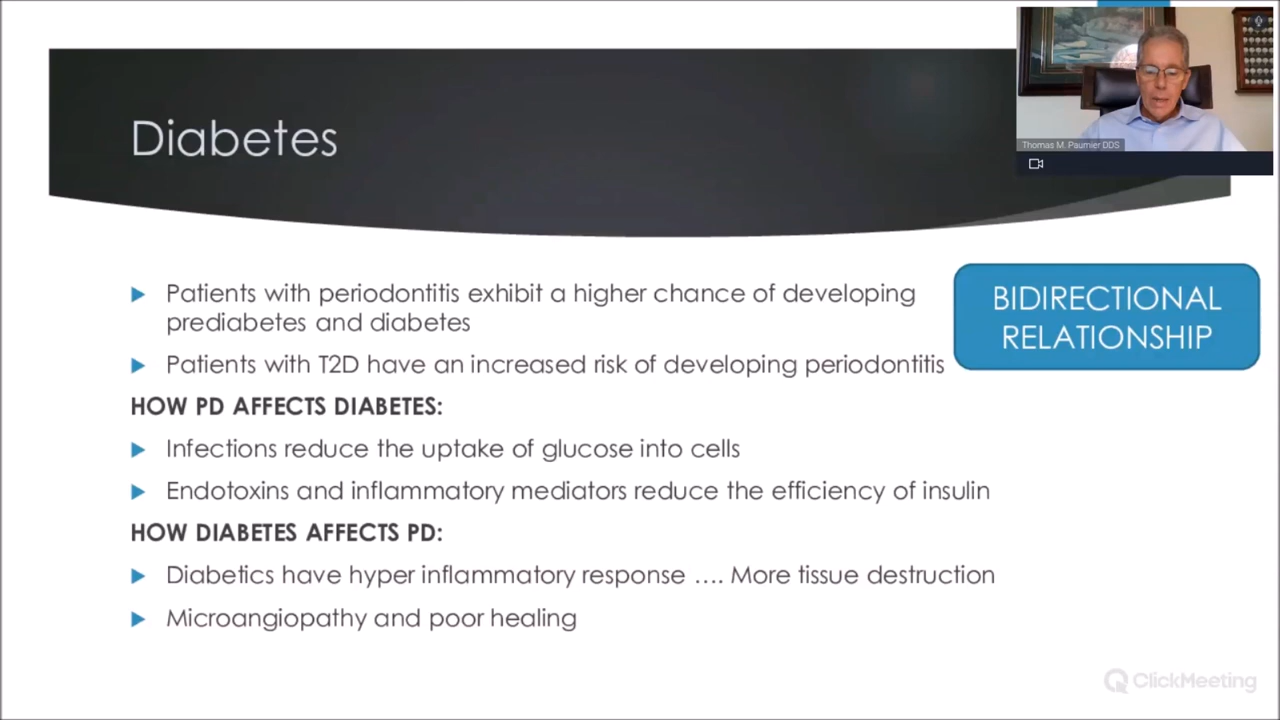 Diabetes
Thomas M. Paumier DDS
Patients with periodontitis exhibit a higher chance of developing
prediabetes and diabetes
BIDIRECTIONAL
RELATIONSHIP
Patients with T2D have an increased risk of developing periodontitis
HOW PD AFFECTS DIABETES:
Infections reduce the uptake of glucose into cells
Endotoxins and inflammatory mediators reduce the efficiency of insulin
HOW DIABETES AFFECTS PD:
Diabetics have hyper inflammatory response .... More tissue destruction
Microangiopathy and poor healing
ClickMeeting